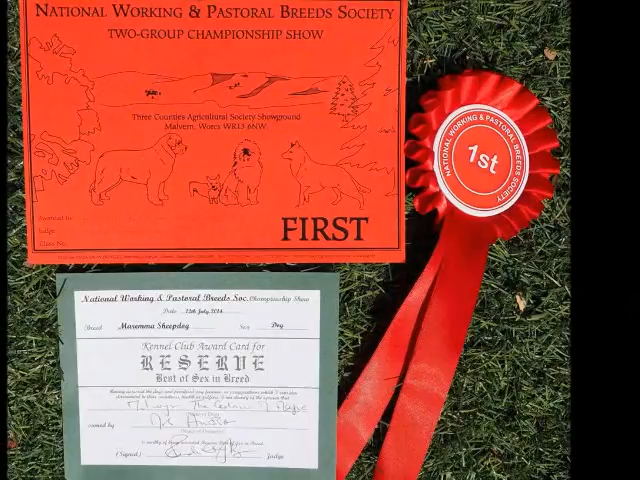 NATIONAL WORKING & PASTORAL BREEDS SOCIETY
TWO-GROUP CHAMPIONSHIP SHOW
Three Counties Agricultural Society Showground
Malvern, Worcs WR13 6NW
Awarded to
Judge
Class No.
FIRST
NATIONAL WORKING & PASTORAL BREEDS SOCIETY
1st
National Working & Pastoral Breeds Soc. Championship Show
Date 12th July 2014
Breed Maremma Sheepdog Sex Dog
Kennel Club Award Card for
RESERVE
Best of Sex in Breed
owned by Mrs
(Signed) Judge